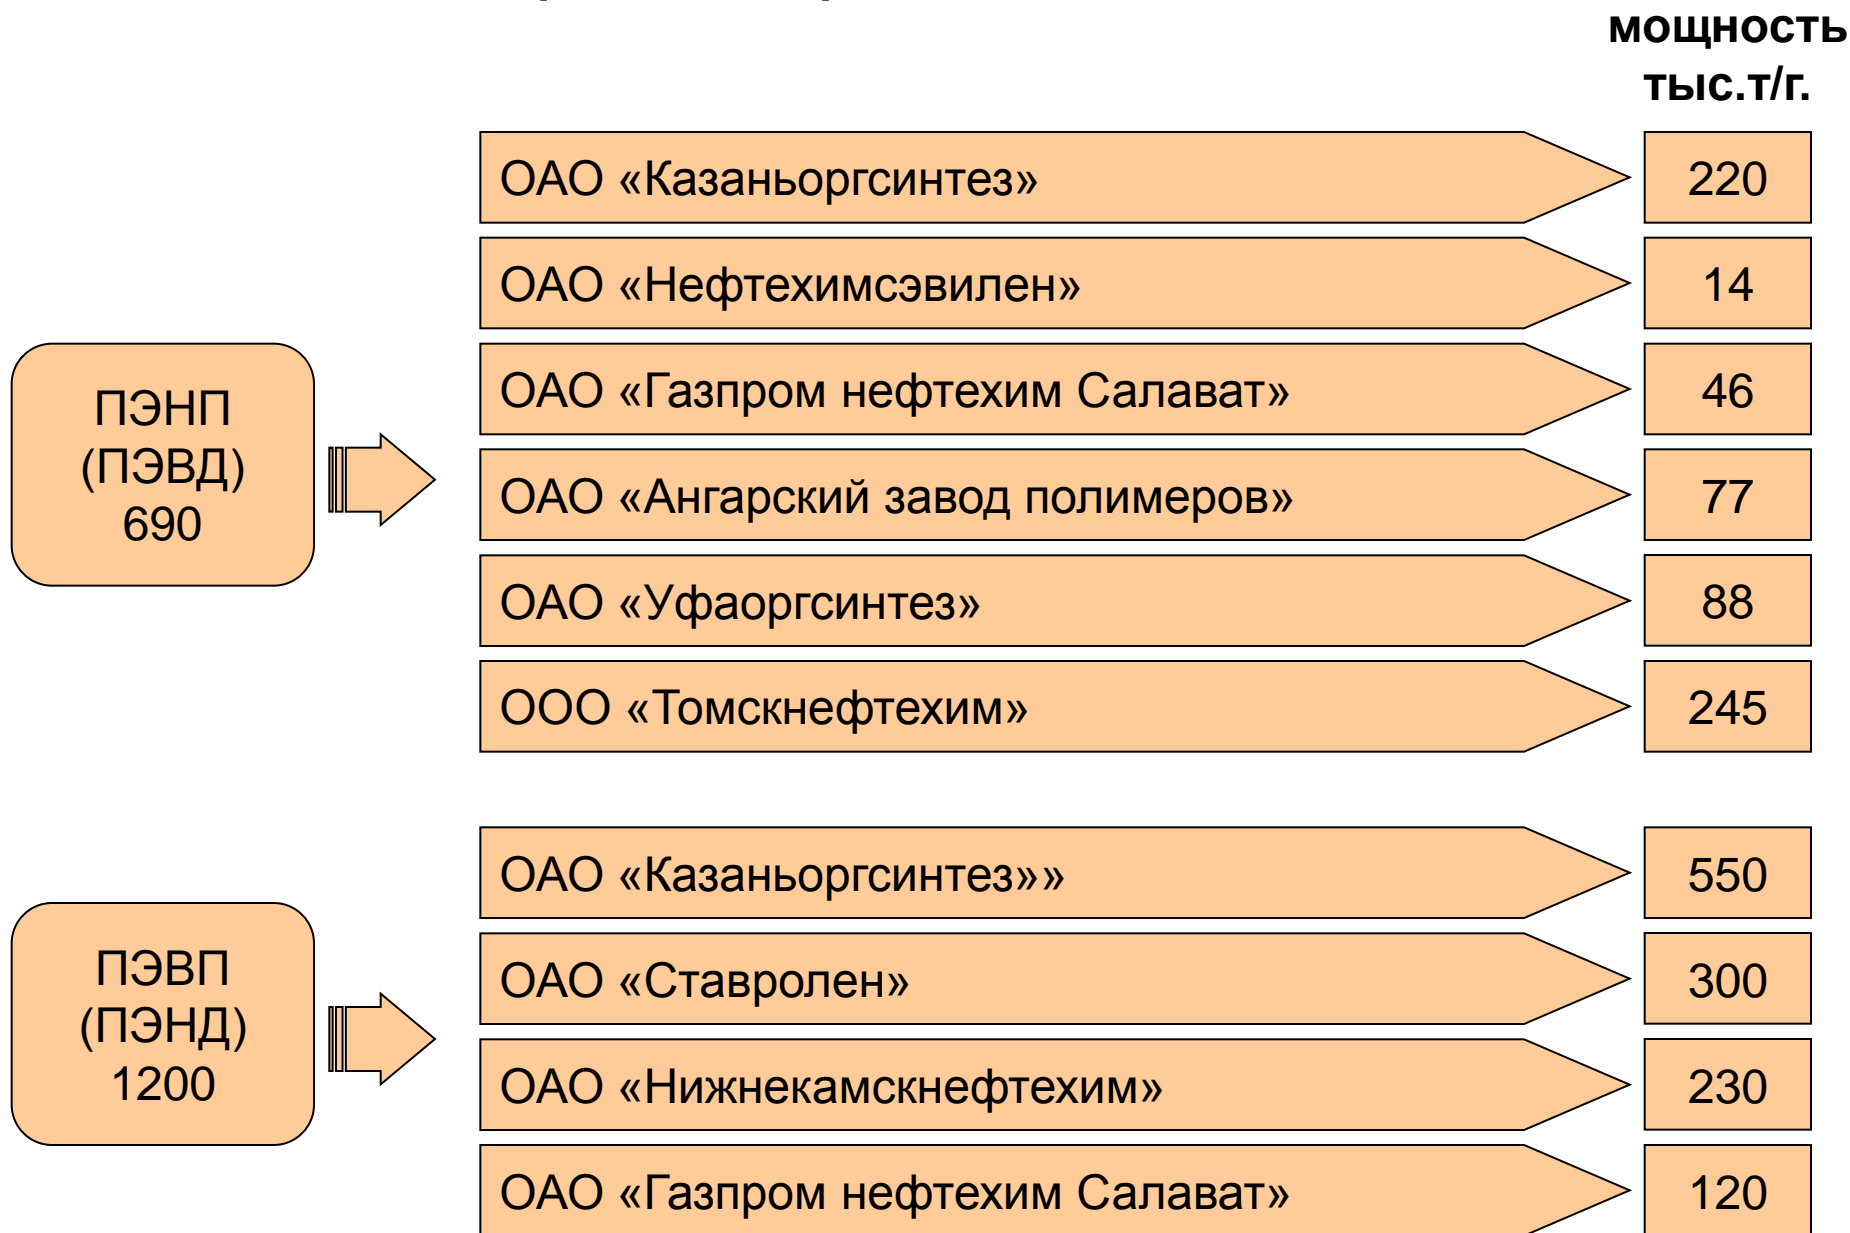 мощность
тыс.т/г.
ОАО «Казаньоргсинтез» 220
ОАО «Нефтехимсэвилен» 14
ОАО «Газпром нефтехим Салават» 46
ПЭНП
(ПЭВД)
690
ОАО «Ангарский завод полимеров» 77
ОАО «Уфаоргсинтез» 88
ООО «Томскнефтехим» 245
ОАО «Казаньоргсинтез»» 550
ОАО «Ставролен» 300
ПЭВП
(ПЭНД)
1200
ОАО «Нижнекамскнефтехим» 230
ОАО «Газпром нефтехим Салават» 120